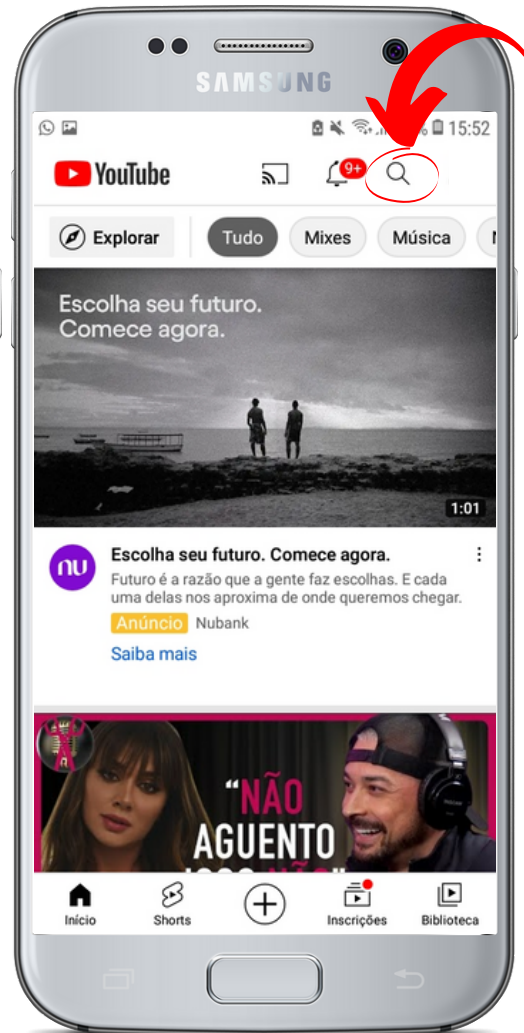 SAMSUNG
15:52
YouTube
9+
Explorar
Tudo
Mixes
Música
Escolha seu futuro.
Comece agora.
1:01
nu
Escolha seu futuro. Comece agora.
Futuro é a razão que a gente faz escolhas. E cada
uma delas nos aproxima de onde queremos chegar.
Anúncio Nubank
Saiba mais
“NÃO
AGUENTO
Início
Shorts
Inscrições
Biblioteca